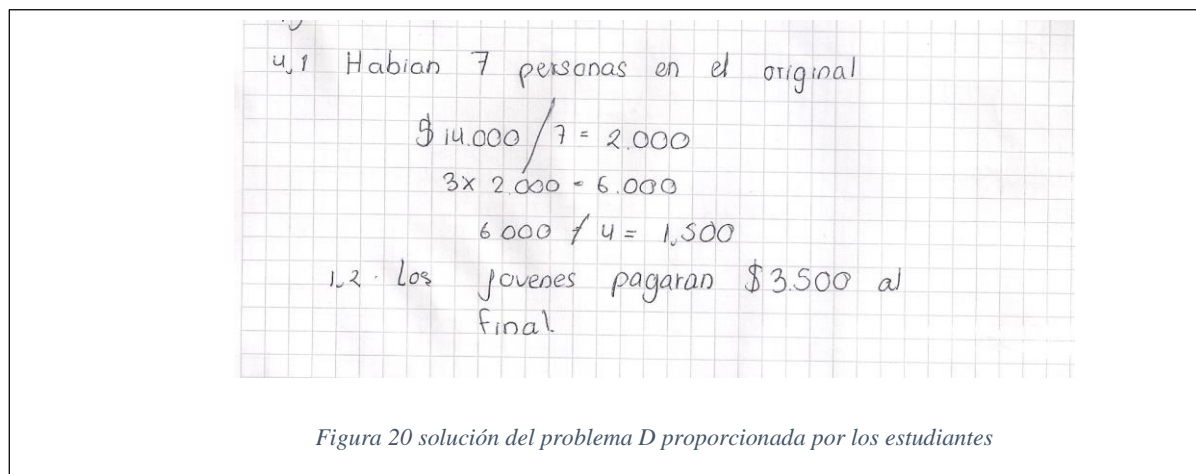 4.1 Habian 7 personas en el original
$14.000 / 7 = 2.000
3x 2.000 = 6.000
6000 / 4 = 1.500
1.2. Los jovenes pagaran $3.500 al
final.
Figura 20 solución del problema D proporcionada por los estudiantes